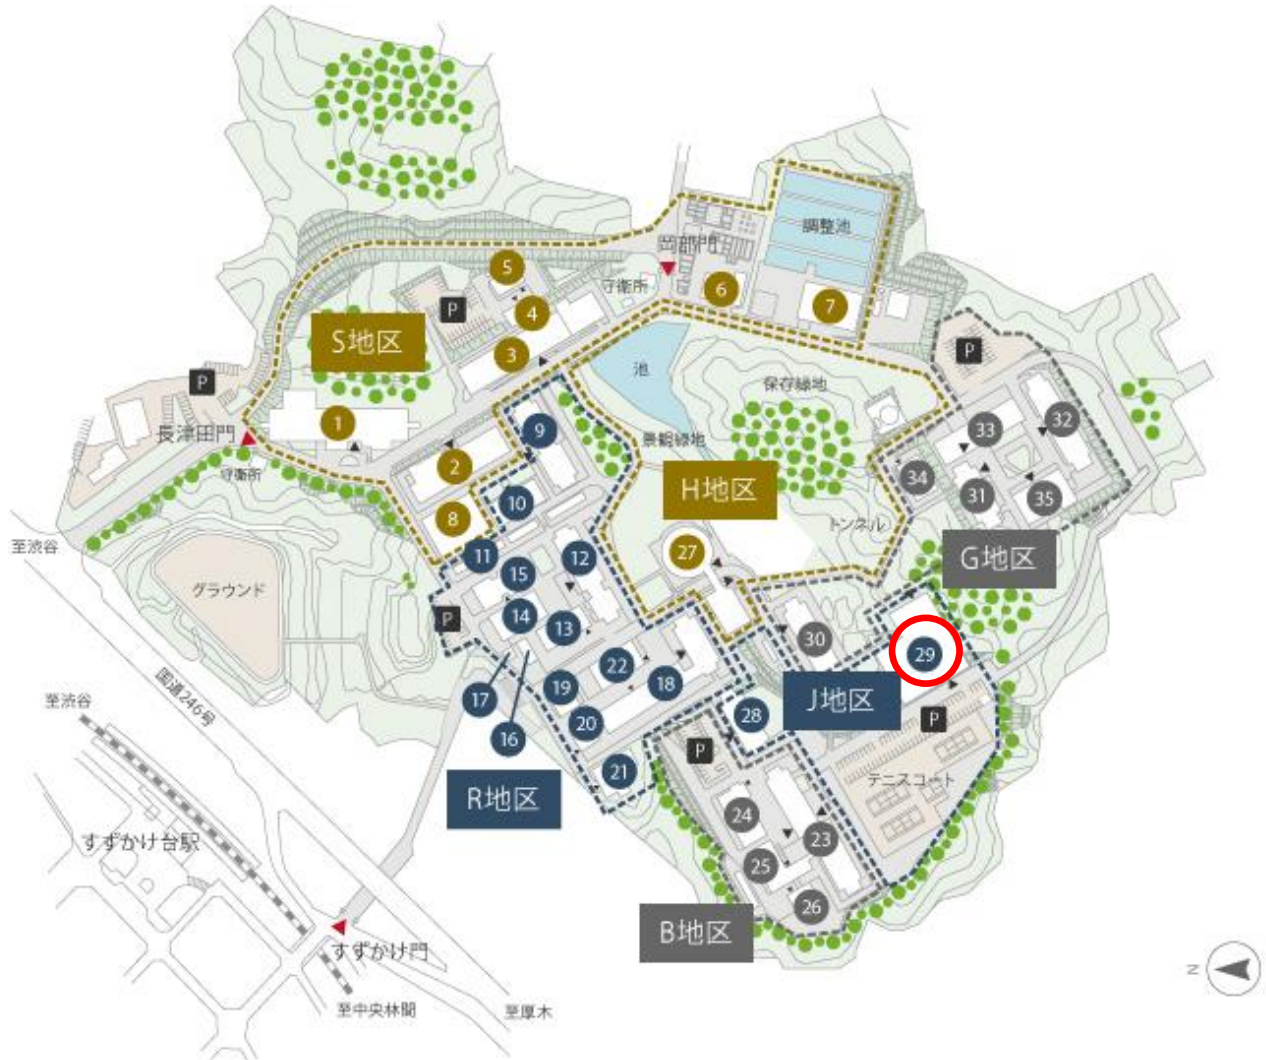 調整池
岡部門
5
守衛所
6
7
4
P
S地区
3
池
P
保存緑地
P
1
長津田門
守衛所
9
景観緑地
33
32
2
H地区
34
31
35
10
8
トンネル
至渋谷
11
12
27
G地区
15
グラウンド
14
13
P
30
29
22
18
J地区
17
19
16
20
28
P
国道246号
至渋谷
P
21
テニスコート
R地区
24
23
すずかけ台駅
25
26
B地区
すずかけ門
至中央林間
至厚木
N